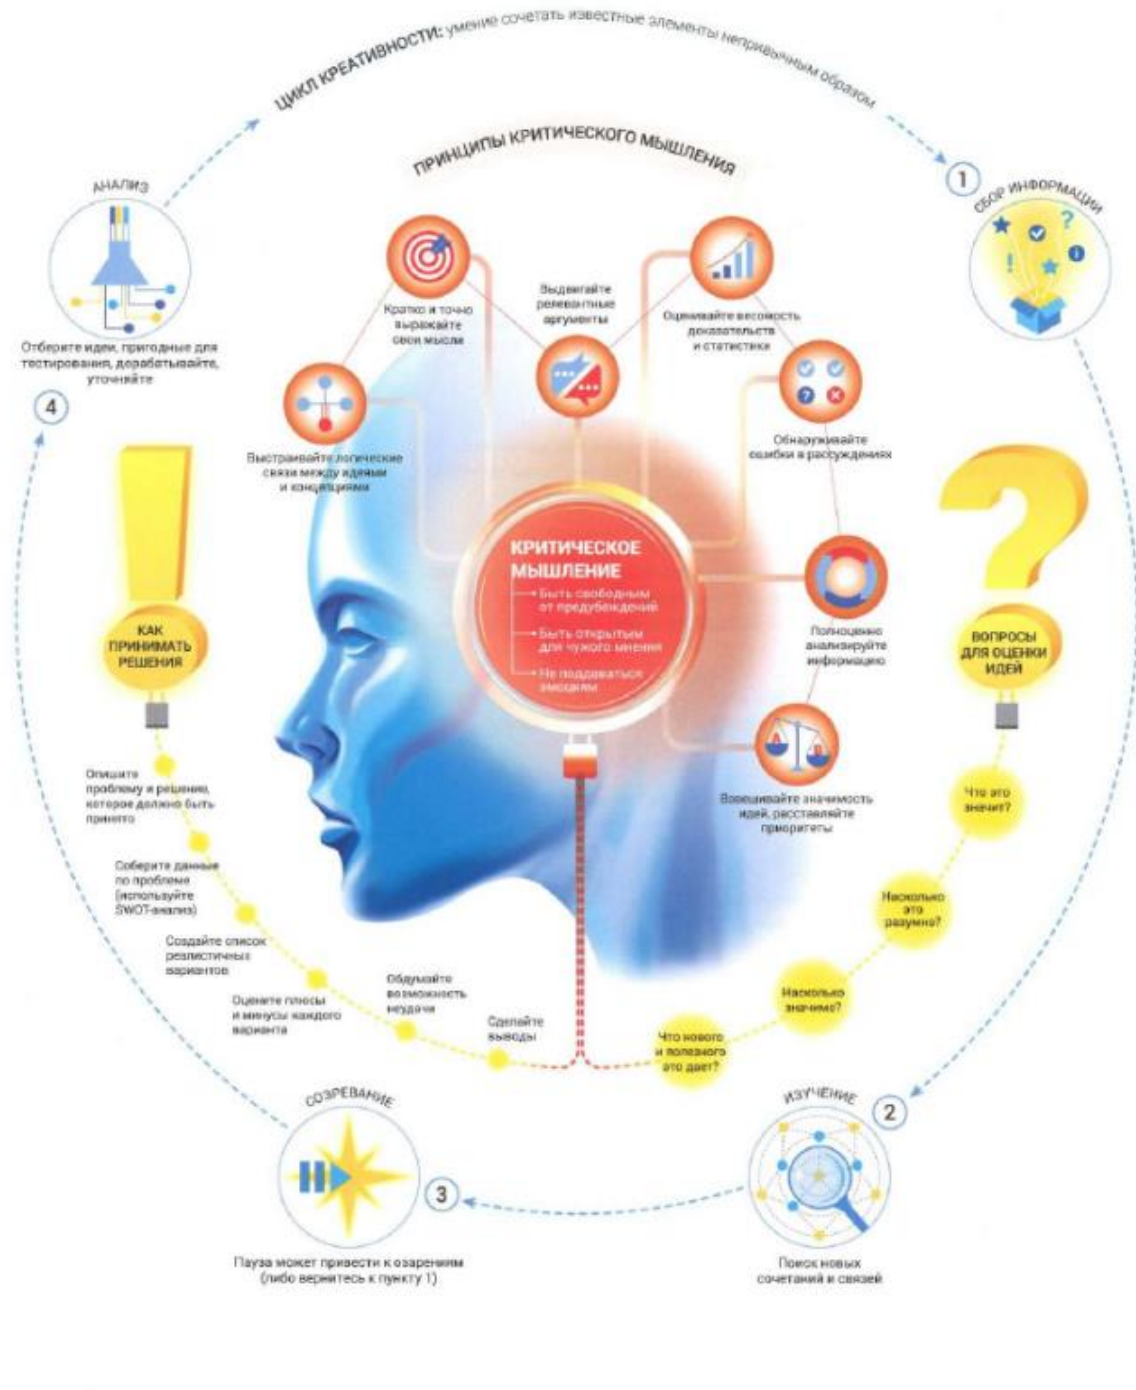 ЦИКЛ КРЕАТИВНОСТИ: умение сочетать известные элементы непривычным образом
ПРИНЦИПЫ КРИТИЧЕСКОГО МЫШЛЕНИЯ
АНАЛИЗ
Отберите идеи, пригодные для
тестирования, дорабатывайте,
уточняйте
4
1
СБОР ИНФОРМАЦИИ
Кратко и точно
выражайте
свои мысли
Выдвигайте
релевантные
аргументы
Оценивайте весомость
доказательств
и статистики
Выстраивайте логические
связи между идеями
и концепциями
Обнаруживайте
ошибки в рассуждениях
КРИТИЧЕСКОЕ
МЫШЛЕНИЕ
Быть свободным
от предубеждений
Быть открытым
для чужого мнения
Не поддаваться
эмоциям
Полноценно
анализируйте
информацию
A
B
Взвешивайте значимость
идей, расставляйте
приоритеты
КАК
ПРИНИМАТЬ
РЕШЕНИЯ
Опишите
проблему и решение,
которое должно быть
принято
Соберите данные
по проблеме
(используйте
SWOT-анализ)
Создайте список
реалистичных
вариантов
Оцените плюсы
и минусы каждого
варианта
Обдумайте
возможность
неудачи
Сделайте
выводы
ВОПРОСЫ
ДЛЯ ОЦЕНКИ
ИДЕЙ
Что это
значит?
Насколько
это
разумно?
Насколько
значимо?
Что нового
и полезного
это дает?
СОЗРЕВАНИЕ
3
Пауза может привести к озарениям
(либо вернитесь к пункту 1)
ИЗУЧЕНИЕ
2
Поиск новых
сочетаний и связей